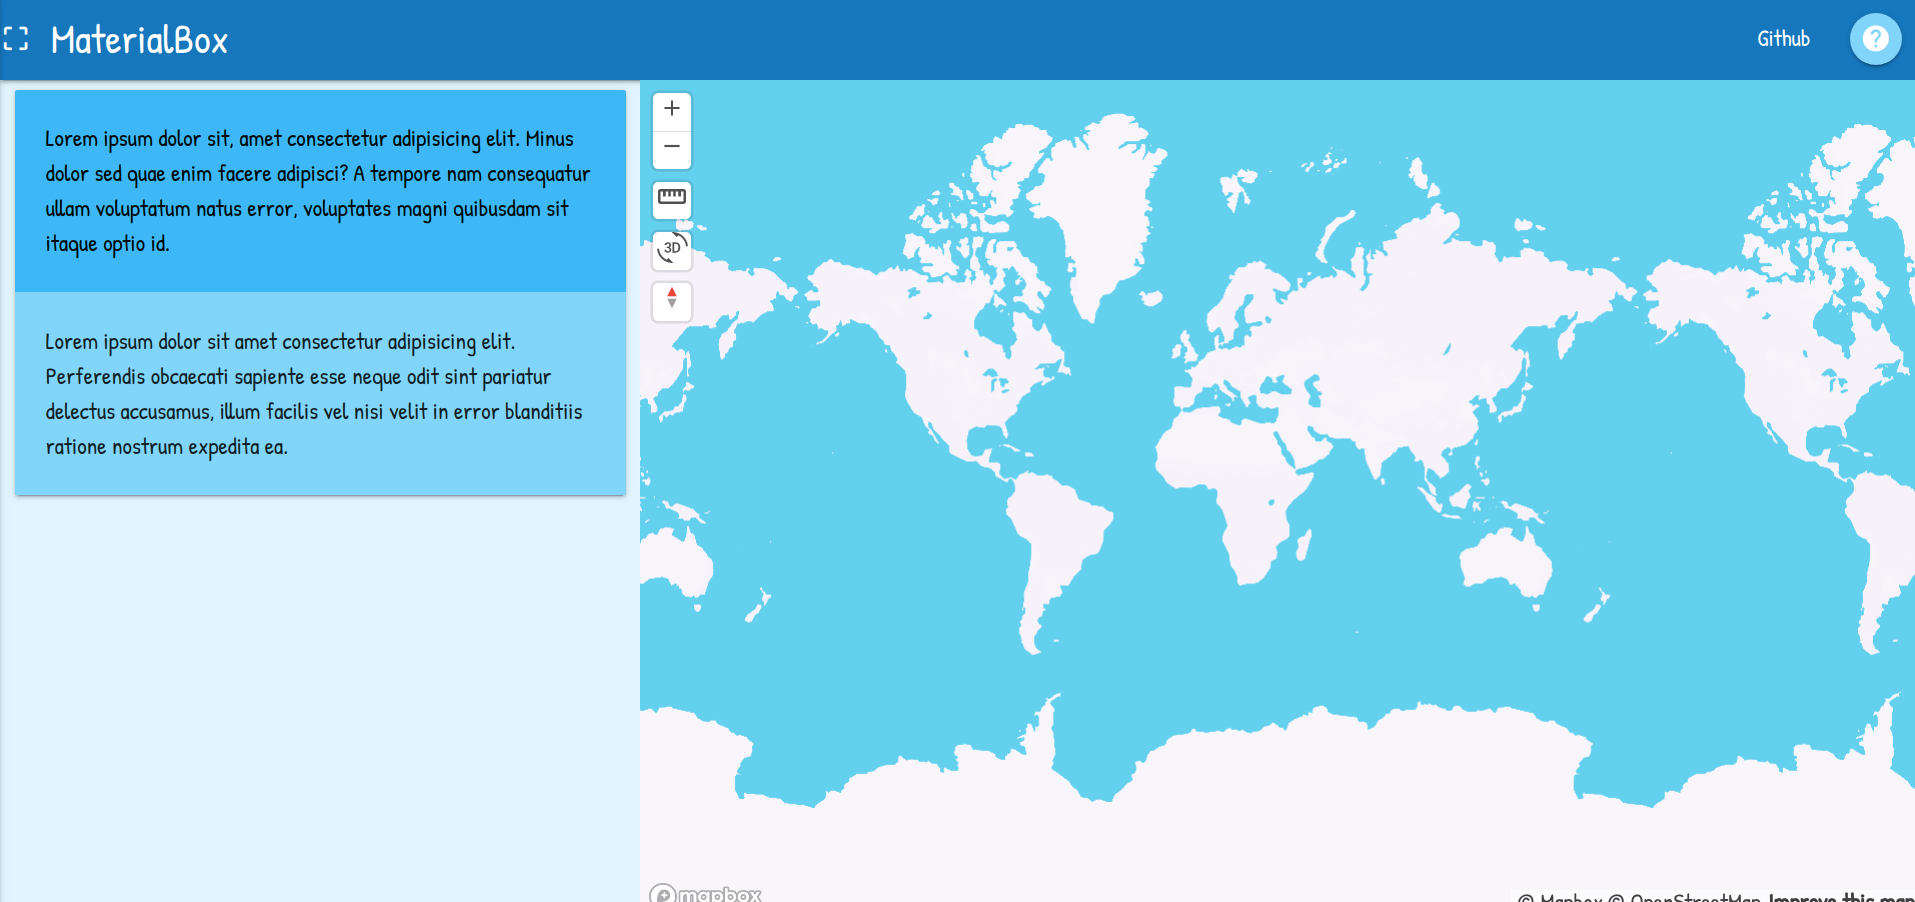 MaterialBox
Github
?
Lorem ipsum dolor sit, amet consectetur adipisicing elit. Minus
dolor sed quae enim facere adipisci? A tempore nam consequatur
ullam voluptatum natus error, voluptates magni quibusdam sit
itaque optio id.
Lorem ipsum dolor sit amet consectetur adipisicing elit.
Perferendis obcaecati sapiente esse neque odit sint pariatur
delectus accusamus, illum facilis vel nisi velit in error blanditiis
ratione nostrum expedita ea.
+
−
3D
mapbox
© Mapbox © OpenStreetMap Improve this map